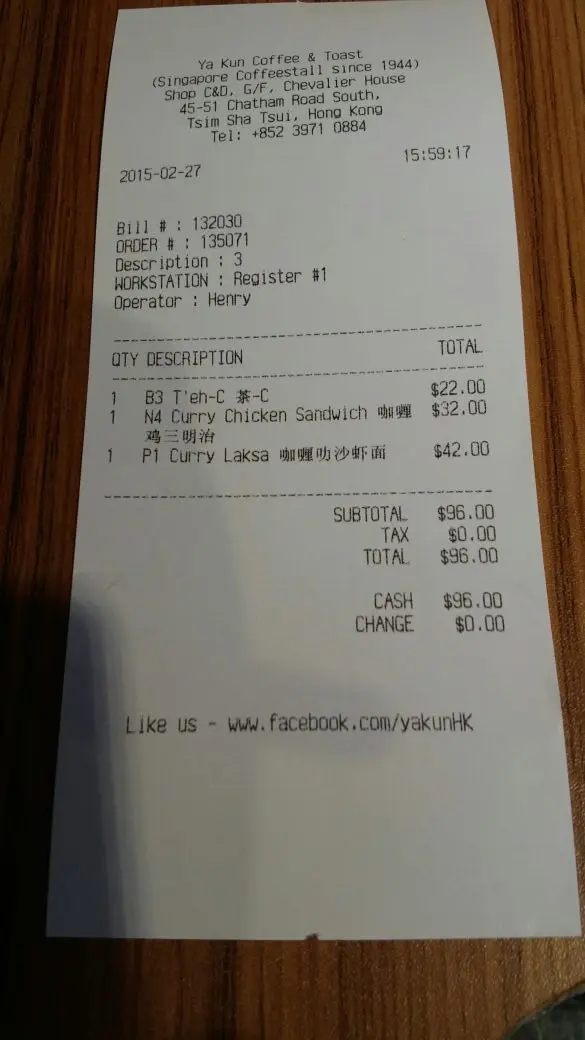 Ya Kun Coffee & Toast
(Singapore Coffeestall since 1944)
Shop C&D, G/F, Chevalier House
45-51 Chatham Road South,
Tsim Sha Tsui, Hong Kong
Tel: +852 3971 0884
2015-02-27 15:59:17
Bill # : 132030
ORDER # : 135071
Description : 3
WORKSTATION : Register #1
Operator : Henry
QTY DESCRIPTION TOTAL
1 B3 T'eh-C 茶-C $22.00
1 N4 Curry Chicken Sandwich 咖喱 $32.00
鸡三明治
1 P1 Curry Laksa 咖喱叻沙虾面 $42.00
SUBTOTAL $96.00
TAX $0.00
TOTAL $96.00
CASH $96.00
CHANGE $0.00
Like us - www.facebook.com/yakunHK